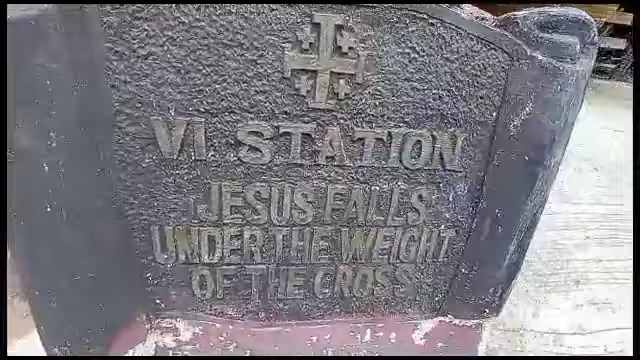 VI STATION
JESUS FALLS
UNDER THE WEIGHT
OF THE CROSS